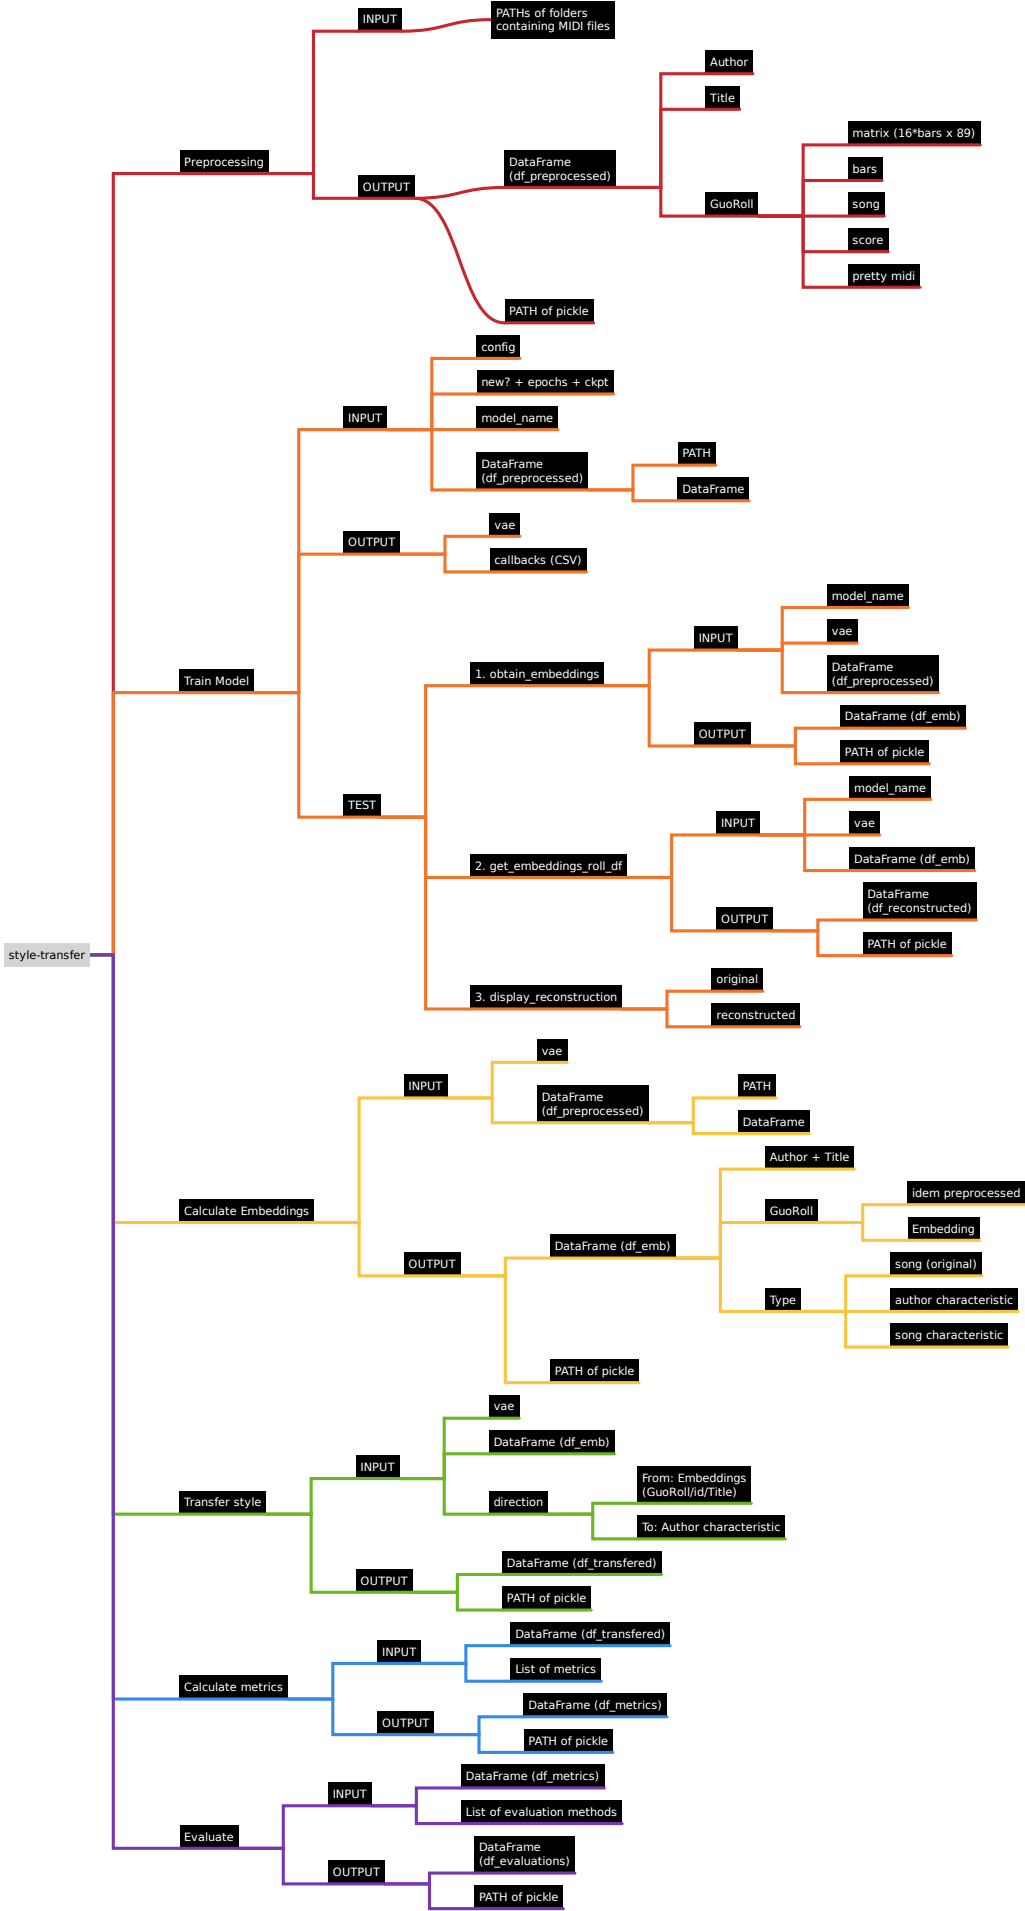 INPUT
PATHs of folders
containing MIDI files
Author
Title
matrix (16*bars x 89)
Preprocessing
DataFrame
(df_preprocessed)
bars
OUTPUT
GuoRoll
song
score
pretty midi
PATH of pickle
config
new? + epochs + ckpt
INPUT
model_name
DataFrame
(df_preprocessed)
PATH
DataFrame
vae
OUTPUT
callbacks (CSV)
model_name
INPUT
vae
Train Model
1. obtain_embeddings
DataFrame
(df_preprocessed)
OUTPUT
DataFrame (df_emb)
PATH of pickle
TEST
model_name
INPUT
vae
2. get_embeddings_roll_df
DataFrame (df_emb)
OUTPUT
DataFrame
(df_reconstructed)
PATH of pickle
style-transfer
3. display_reconstruction
original
reconstructed
vae
INPUT
DataFrame
(df_preprocessed)
PATH
DataFrame
Author + Title
Calculate Embeddings
GuoRoll
idem preprocessed
Embedding
OUTPUT
DataFrame (df_emb)
song (original)
Type
author characteristic
song characteristic
PATH of pickle
vae
DataFrame (df_emb)
INPUT
Transfer style
direction
From: Embeddings
(GuoRoll/id/Title)
To: Author characteristic
OUTPUT
DataFrame (df_transfered)
PATH of pickle
INPUT
DataFrame (df_transfered)
List of metrics
Calculate metrics
OUTPUT
DataFrame (df_metrics)
PATH of pickle
INPUT
DataFrame (df_metrics)
List of evaluation methods
Evaluate
OUTPUT
DataFrame
(df_evaluations)
PATH of pickle